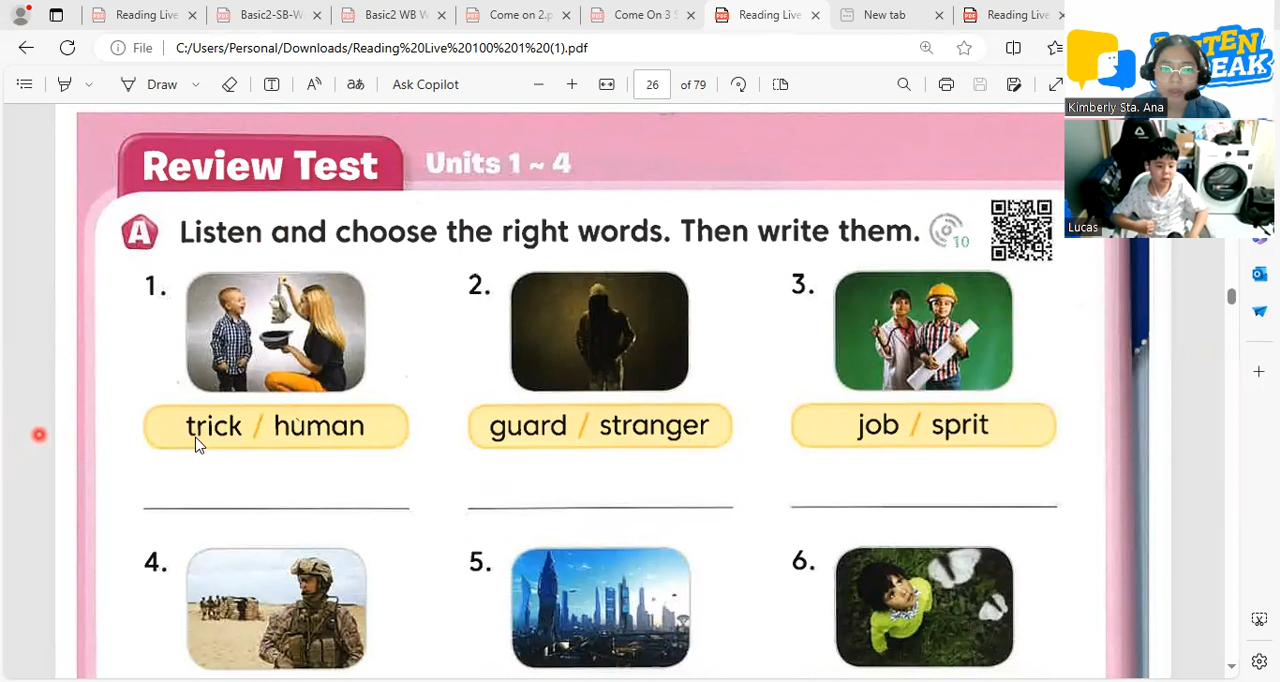 Reading Live
Basic2-SB-W
Basic2 WB W
Come on 2.p
Come On 3 S
Reading Live
New tab
Reading Live
File
C:/Users/Personal/Downloads/Reading%20Live%20100%201%20(1).pdf
Draw
Ask Copilot
26
of 79
Kimberly Sta. Ana
Lucas
Review Test
Units 1 ~ 4
A
Listen and choose the right words. Then write them.
10
1.
2.
3.
trick / human
guard / stranger
job / sprit
4.
5.
6.